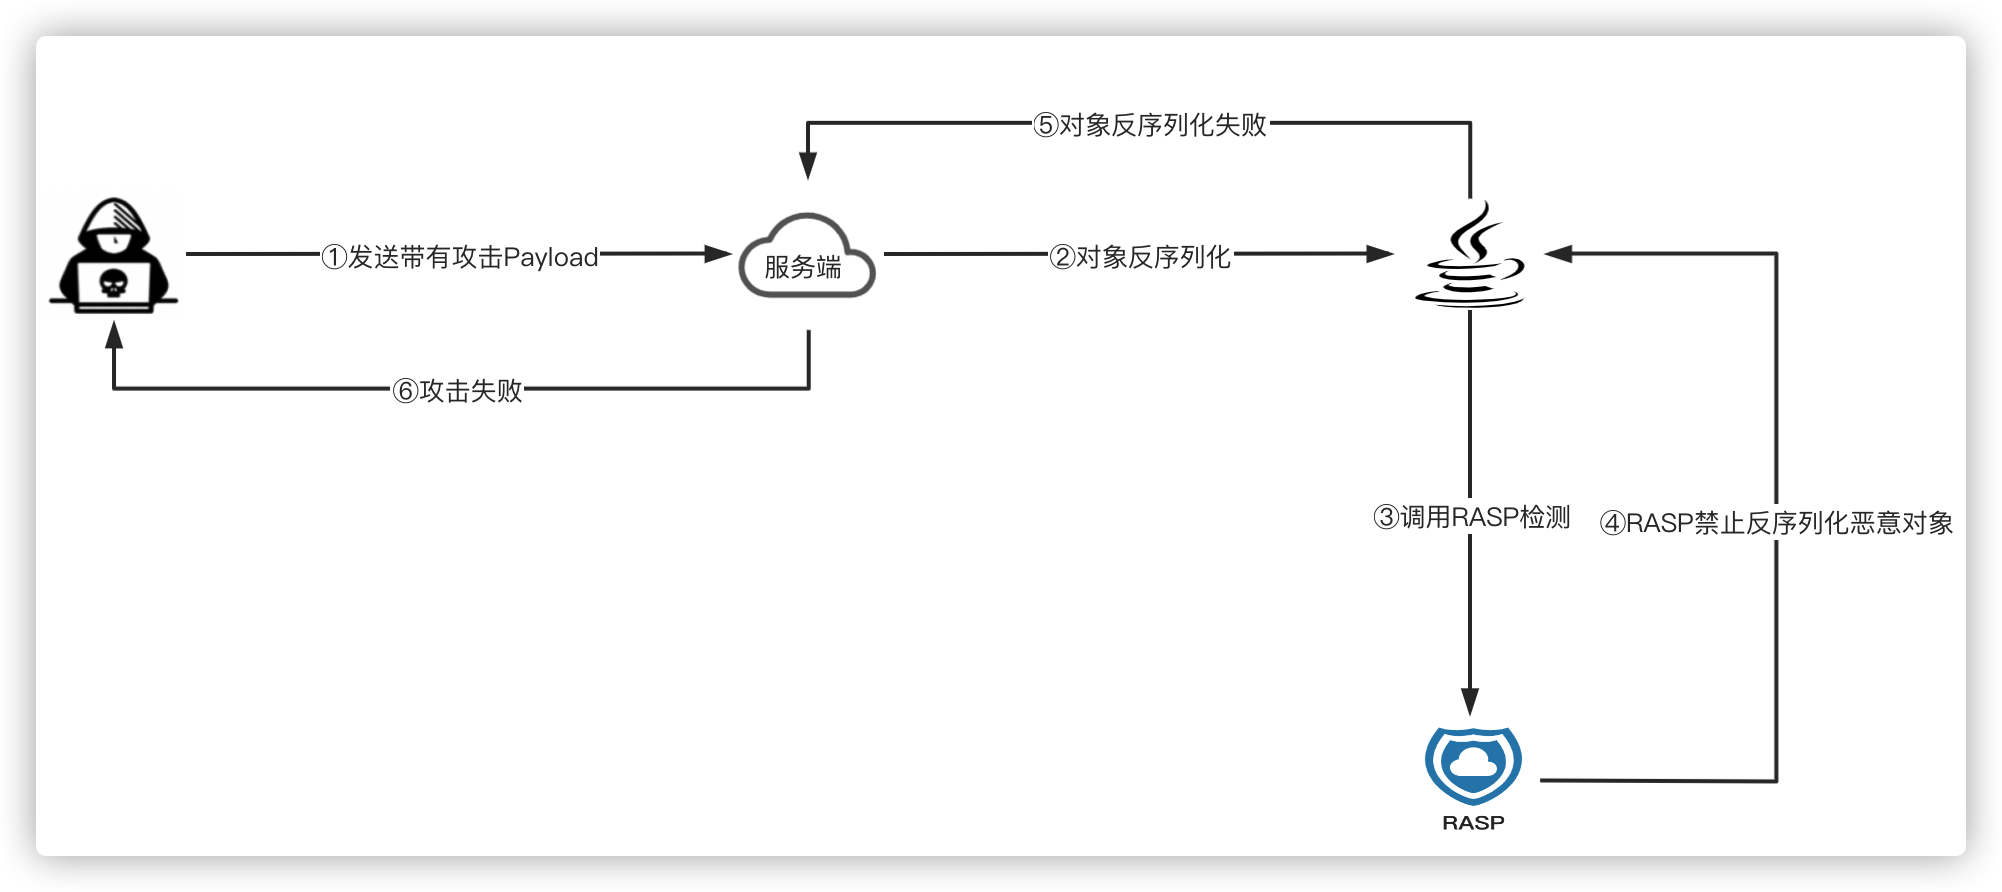 ⑤对象反序列化失败
①发送带有攻击Payload
服务端
②对象反序列化
⑥攻击失败
③调用RASP检测
④RASP禁止反序列化恶意对象
RASP